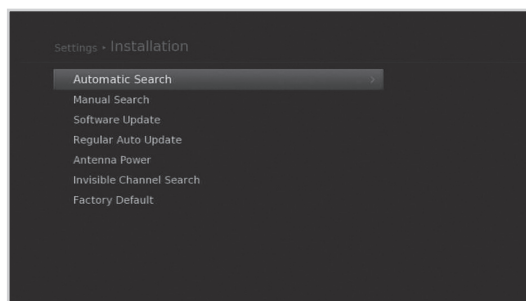 Settings • Installation
Automatic Search
Manual Search
Software Update
Regular Auto Update
Antenna Power
Invisible Channel Search
Factory Default